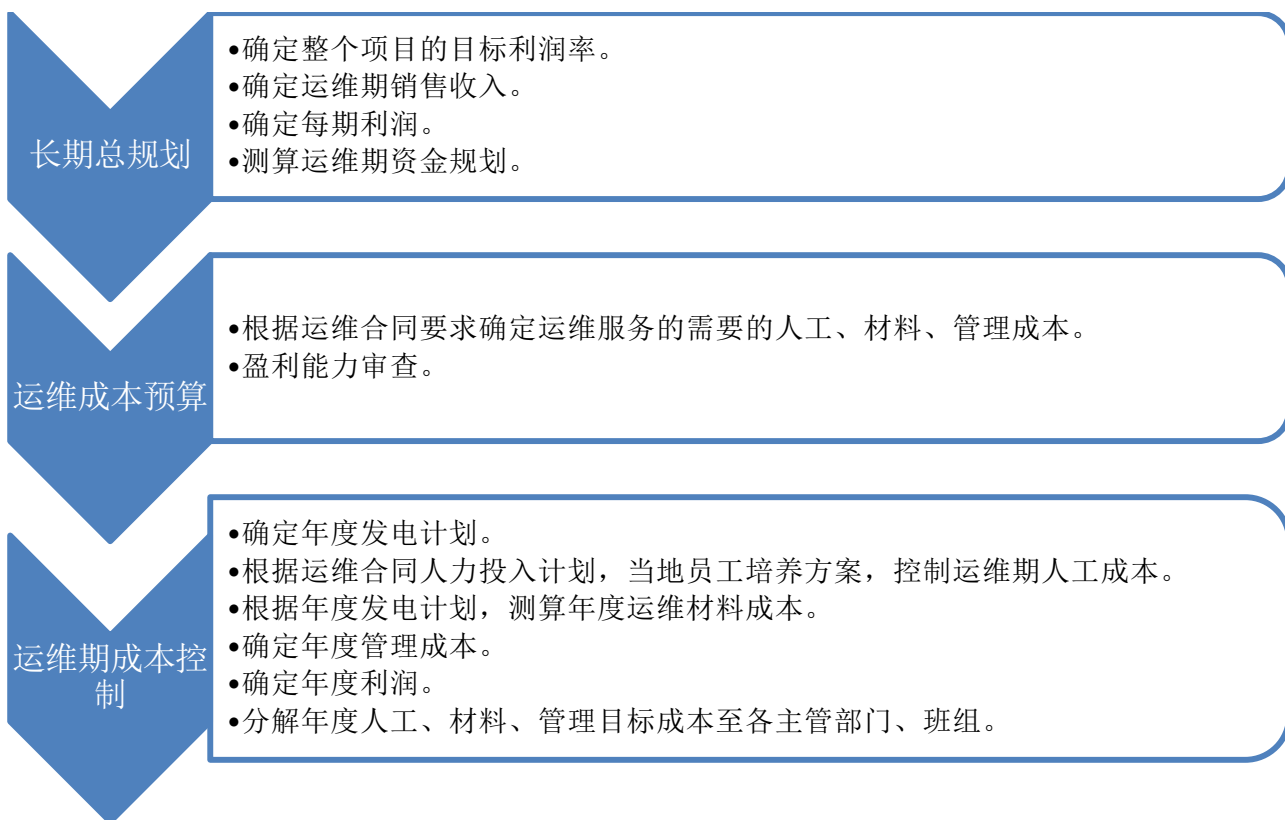 长期总规划
•确定整个项目的目标利润率。
•确定运维期销售收入。
•确定每期利润。
•测算运维期资金规划。
运维成本预算
•根据运维合同要求确定运维服务的需要的人工、材料、管理成本。
•盈利能力审查。
运维期成本控
制
•确定年度发电计划。
•根据运维合同人力投入计划，当地员工培养方案，控制运维期人工成本。
•根据年度发电计划，测算年度运维材料成本。
•确定年度管理成本。
•确定年度利润。
•分解年度人工、材料、管理目标成本至各主管部门、班组。